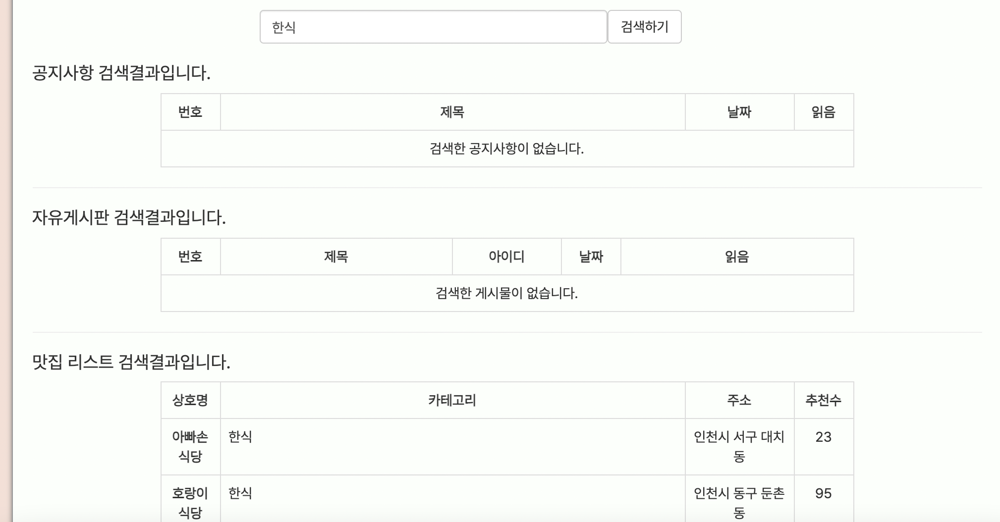 한식 검색하기
공지사항 검색결과입니다.
번호 제목 날짜 읽음
검색한 공지사항이 없습니다.
자유게시판 검색결과입니다.
번호 제목 아이디 날짜 읽음
검색한 게시물이 없습니다.
맛집 리스트 검색결과입니다.
상호명 카테고리 주소 추천수
아빠손 한식 인천시 서구 대치 23
식당 동
호랑이 한식 인천시 동구 둔촌 95
식당 동